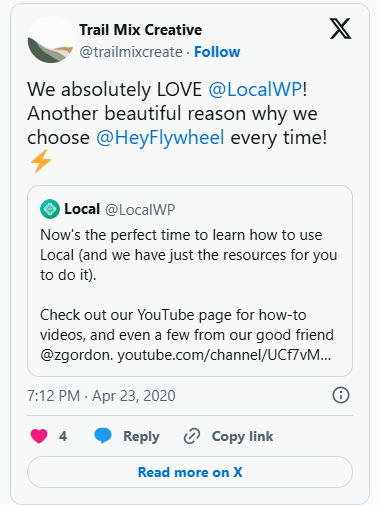 Trail Mix Creative
@trailmixcreate · Follow
We absolutely LOVE @LocalWP!
Another beautiful reason why we
choose @HeyFlywheel every time!
⚡
Local @LocalWP
Now's the perfect time to learn how to use
Local (and we have just the resources for you
to do it).
Check out our YouTube page for how-to
videos, and even a few from our good friend
@zgordon. youtube.com/channel/UCf7vM...
7:12 PM · Apr 23, 2020
4 Reply Copy link
Read more on X